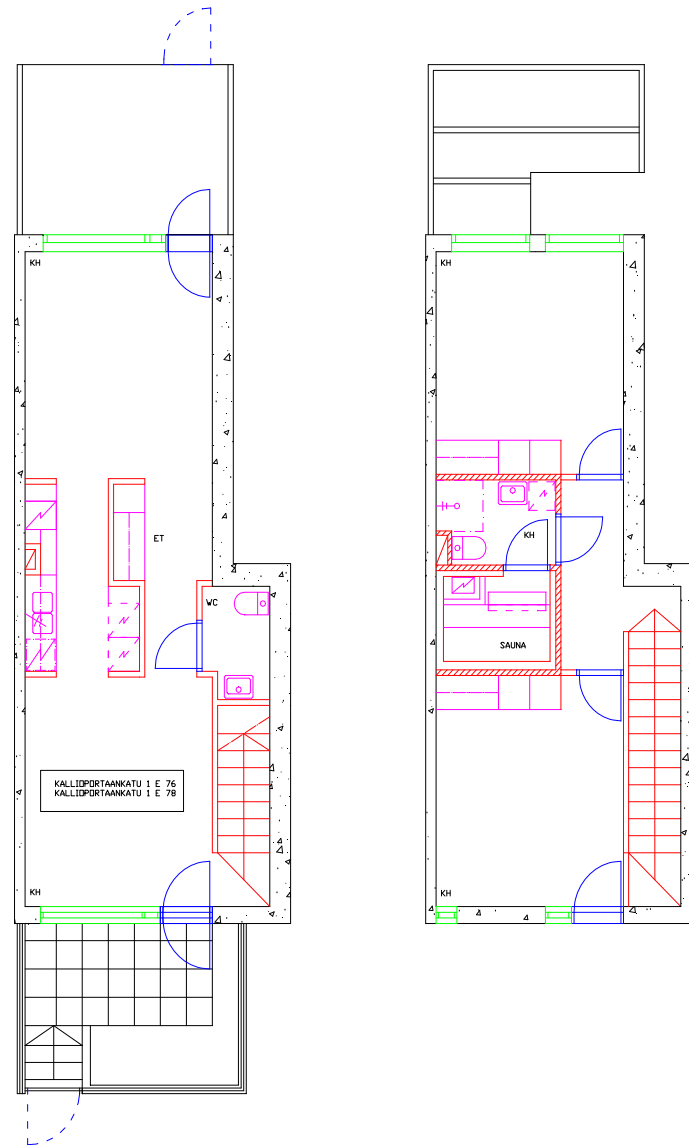 KH
KH
ET
KH
WC
SAUNA
KALLIOPORTAANKATU 1 E 76
KALLIOPORTAANKATU 1 E 78
KH
KH